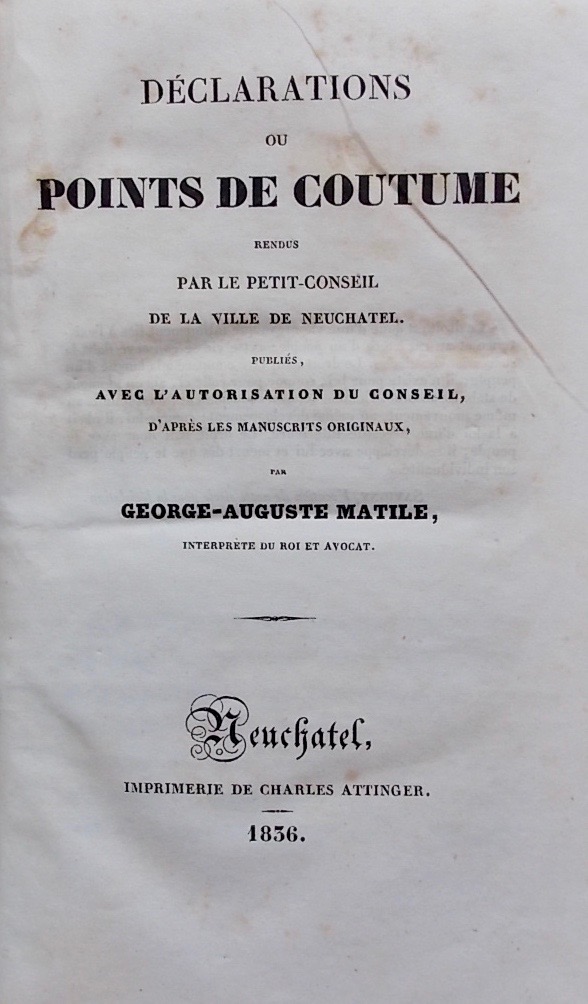 DÉCLARATIONS
OU
POINTS DE COUTUME
RENDUS
PAR LE PETIT-CONSEIL
DE LA VILLE DE NEUCHATEL.
PUBLIÉS,
AVEC L'AUTORISATION DU CONSEIL,
D'APRÈS LES MANUSCRITS ORIGINAUX,
PAR
GEORGE-AUGUSTE MATILE,
INTERPRÈTE DU ROI ET AVOCAT.
Neuchatel,
IMPRIMERIE DE CHARLES ATTINGER.
1836.